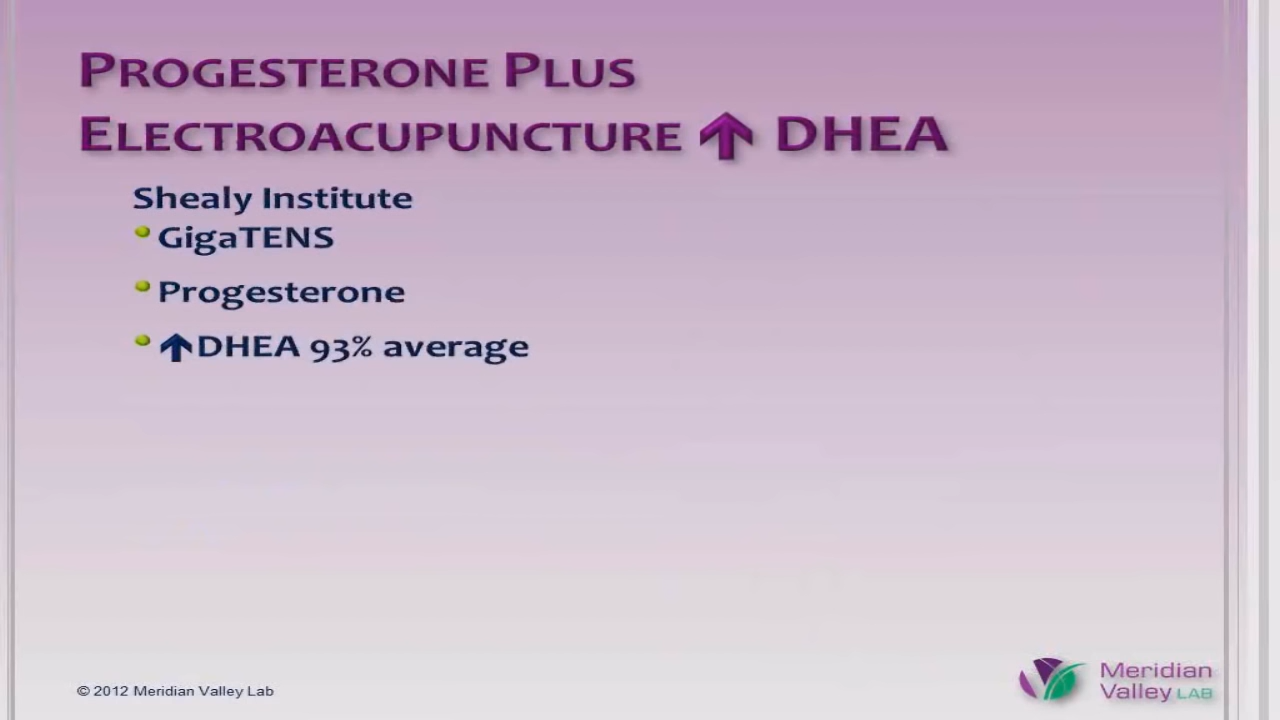 PROGESTERONE PLUS
ELECTROACUPUNCTURE ↑ DHEA
Shealy Institute
• GigaTENS
• Progesterone
• ↑DHEA 93% average
© 2012 Meridian Valley Lab
Meridian
Valley LAB